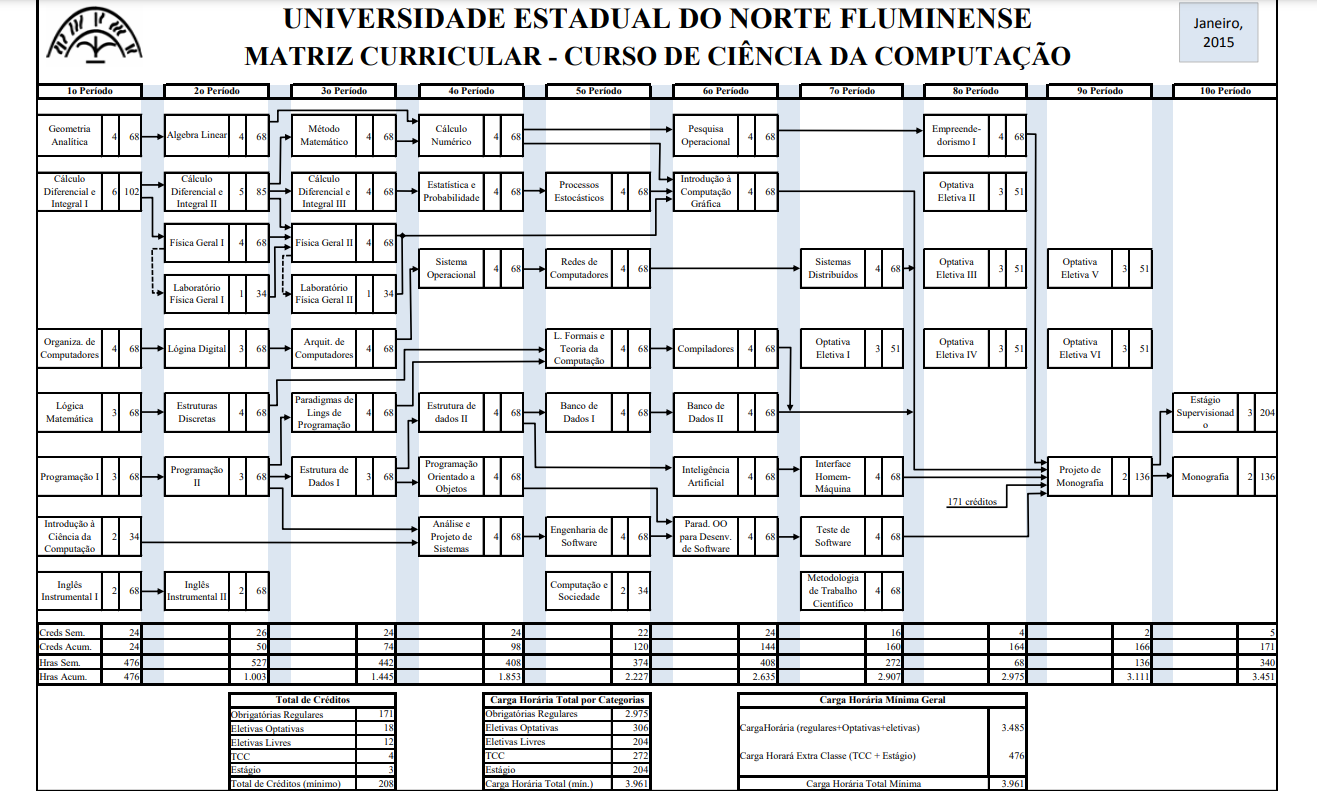 UNIVERSIDADE ESTADUAL DO NORTE FLUMINENSE
MATRIZ CURRICULAR - CURSO DE CIÊNCIA DA COMPUTAÇÃO
Janeiro,
2015
1o Período
2o Período
3o Período
4o Período
5o Período
6o Período
7o Período
8o Período
9o Período
10o Período
Geometria
Analítica
4 68
Algebra Linear 4 68
Método
Matemático
4 68
Cálculo
Numérico
4 68
Pesquisa
Operacional
4 68
Empreende-
dorismo I
4 68
Cálculo
Diferencial e
Integral I
6 102
Cálculo
Diferencial e
Integral II
5 85
Cálculo
Diferencial e
Integral III
4 68
Estatística e
Probabilidade
4 68
Processos
Estocásticos
4 68
Introdução à
Computação
Gráfica
4 68
Optativa
Eletiva II
3 51
Física Geral I 4 68
Física Geral II 4 68
Sistema
Operacional
4 68
Redes de
Computadores
4 68
Sistemas
Distribuídos
4 68
Optativa
Eletiva III
3 51
Optativa
Eletiva V
3 51
Laboratório
Física Geral I
1 34
Laboratório
Física Geral II
1 34
Organiza. de
Computadores
4 68
Lógina Digital 3 68
Arquit. de
Computadores
4 68
L. Formais e
Teoria da
Computação
4 68
Compiladores 4 68
Optativa
Eletiva I
3 51
Optativa
Eletiva IV
3 51
Optativa
Eletiva VI
3 51
Lógica
Matemática
3 68
Estruturas
Discretas
4 68
Paradigmas de
Lings de
Programação
4 68
Estrutura de
dados II
4 68
Banco de
Dados I
4 68
Banco de
Dados II
4 68
Estágio
Supervisionad
o
3 204
Programação I 3 68
Programação
II
3 68
Estrutura de
Dados I
3 68
Programação
Orientado a
Objetos
4 68
Inteligência
Artificial
4 68
Interface
Homem-
Máquina
4 68
Projeto de
Monografia
2 136
Monografia 2 136
171 créditos
Introdução à
Ciência da
Computação
2 34
Análise e
Projeto de
Sistemas
4 68
Engenharia de
Software
4 68
Parad. OO
para Desenv.
de Software
4 68
Teste de
Software
4 68
Inglês
Instrumental I
2 68
Inglês
Instrumental II
2 68
Computação e
Sociedade
2 34
Metodologia
de Trabalho
Científico
4 68
Creds Sem. 24 26 24 24 22 24 16 4 2 5
Creds Acum. 24 50 74 98 120 144 160 164 166 171
Hras Sem. 476 527 442 408 374 408 272 68 136 340
Hras Acum. 476 1.003 1.445 1.853 2.227 2.635 2.907 2.975 3.111 3.451
Total de Créditos
Obrigatórias Regulares 171
Eletivas Optativas 18
Eletivas Livres 12
TCC 4
Estágio 3
Total de Créditos (mínimo) 208
Carga Horária Total por Categorias
Obrigatórias Regulares 2.975
Eletivas Optativas 306
Eletivas Livres 204
TCC 272
Estágio 204
Carga Horária Total (mín.) 3.961
Carga Horária Mínima Geral
CargaHorária (regulares+Optativas+eletivas) 3.485
Carga Horará Extra Classe (TCC + Estágio) 476
Carga Horária Total Mínima 3.961